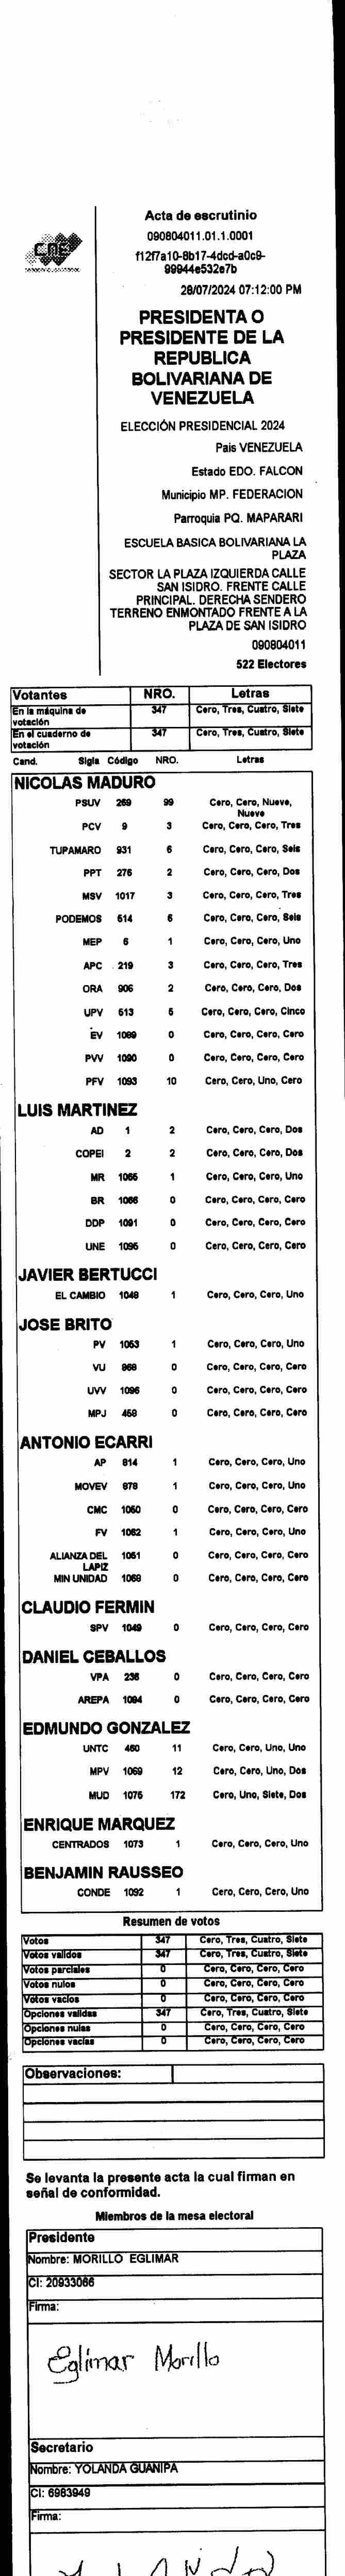 Acta de escrutinio
090804011.01.1.0001
CNE
f12f7a10-8b17-4dcd-a0c9-
99944e532e7b
28/07/2024 07:12:00 PM
PRESIDENTA O
PRESIDENTE DE LA
REPUBLICA
BOLIVARIANA DE
VENEZUELA
ELECCIÓN PRESIDENCIAL 2024
Pais VENEZUELA
Estado EDO. FALCON
Municipio MP. FEDERACION
Parroquia PQ. MAPARARI
ESCUELA BASICA BOLIVARIANA LA
PLAZA
SECTOR LA PLAZA IZQUIERDA CALLE
SAN ISIDRO. FRENTE CALLE
PRINCIPAL. DERECHA SENDERO
TERRENO ENMONTADO FRENTE A LA
PLAZA DE SAN ISIDRO
090804011
522 Electores
Votantes NRO. Letras
En la máquina de votación 347 Cero, Tres, Cuatro, Siete
En el cuaderno de votación 347 Cero, Tres, Cuatro, Siete
Cand. Sigla Código NRO. Letras
NICOLAS MADURO
PSUV 269 99 Cero, Cero, Nueve, Nueve
PCV 9 3 Cero, Cero, Cero, Tres
TUPAMARO 931 6 Cero, Cero, Cero, Seis
PPT 276 2 Cero, Cero, Cero, Dos
MSV 1017 3 Cero, Cero, Cero, Tres
PODEMOS 614 6 Cero, Cero, Cero, Seis
MEP 6 1 Cero, Cero, Cero, Uno
APC 219 3 Cero, Cero, Cero, Tres
ORA 906 2 Cero, Cero, Cero, Dos
UPV 513 5 Cero, Cero, Cero, Cinco
EV 1089 0 Cero, Cero, Cero, Cero
PVV 1090 0 Cero, Cero, Cero, Cero
PFV 1093 10 Cero, Cero, Uno, Cero
LUIS MARTINEZ
AD 1 2 Cero, Cero, Cero, Dos
COPEI 2 2 Cero, Cero, Cero, Dos
MR 1055 1 Cero, Cero, Cero, Uno
BR 1066 0 Cero, Cero, Cero, Cero
DDP 1091 0 Cero, Cero, Cero, Cero
UNE 1095 0 Cero, Cero, Cero, Cero
JAVIER BERTUCCI
EL CAMBIO 1048 1 Cero, Cero, Cero, Uno
JOSE BRITO
PV 1053 1 Cero, Cero, Cero, Uno
VU 868 0 Cero, Cero, Cero, Cero
UVV 1096 0 Cero, Cero, Cero, Cero
MPJ 459 0 Cero, Cero, Cero, Cero
ANTONIO ECARRI
AP 814 1 Cero, Cero, Cero, Uno
MOVEV 878 1 Cero, Cero, Cero, Uno
CMC 1050 0 Cero, Cero, Cero, Cero
FV 1062 1 Cero, Cero, Cero, Uno
ALIANZA DEL LAPIZ 1051 0 Cero, Cero, Cero, Cero
MIN UNIDAD 1068 0 Cero, Cero, Cero, Cero
CLAUDIO FERMIN
SPV 1049 0 Cero, Cero, Cero, Cero
DANIEL CEBALLOS
VPA 236 0 Cero, Cero, Cero, Cero
AREPA 1094 0 Cero, Cero, Cero, Cero
EDMUNDO GONZALEZ
UNTC 460 11 Cero, Cero, Uno, Uno
MPV 1069 12 Cero, Cero, Uno, Dos
MUD 1075 172 Cero, Uno, Siete, Dos
ENRIQUE MARQUEZ
CENTRADOS 1073 1 Cero, Cero, Cero, Uno
BENJAMIN RAUSSEO
CONDE 1092 1 Cero, Cero, Cero, Uno
Resumen de votos
Votos 347 Cero, Tres, Cuatro, Siete
Votos validos 347 Cero, Tres, Cuatro, Siete
Votos parciales 0 Cero, Cero, Cero, Cero
Votos nulos 0 Cero, Cero, Cero, Cero
Votos vacios 0 Cero, Cero, Cero, Cero
Opciones validas 347 Cero, Tres, Cuatro, Siete
Opciones nulas 0 Cero, Cero, Cero, Cero
Opciones vacias 0 Cero, Cero, Cero, Cero
Observaciones:
Se levanta la presente acta la cual firman en
señal de conformidad.
Miembros de la mesa electoral
Presidente
Nombre: MORILLO EGLIMAR
CI: 20933066
Firma:
Eglimar Morillo
Secretario
Nombre: YOLANDA GUANIPA
CI: 6983949
Firma: